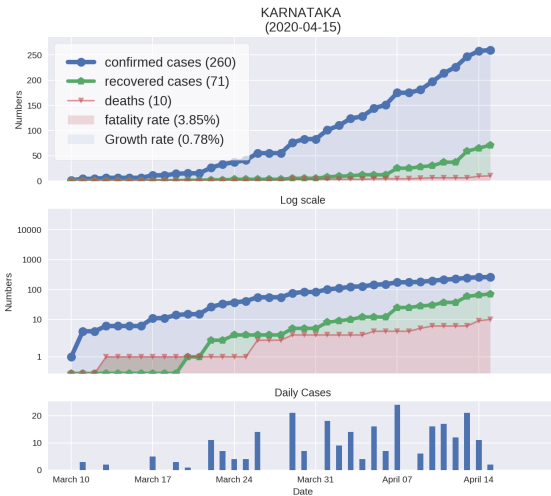 KARNATAKA
(2020-04-15)
250
200
150
100
50
0
Numbers
confirmed cases (260)
recovered cases (71)
deaths (10)
fatality rate (3.85%)
Growth rate (0.78%)
Log scale
10000
1000
100
10
1
Numbers
Daily Cases
20
10
0
March 10 March 17 March 24 March 31 April 07 April 14
Date